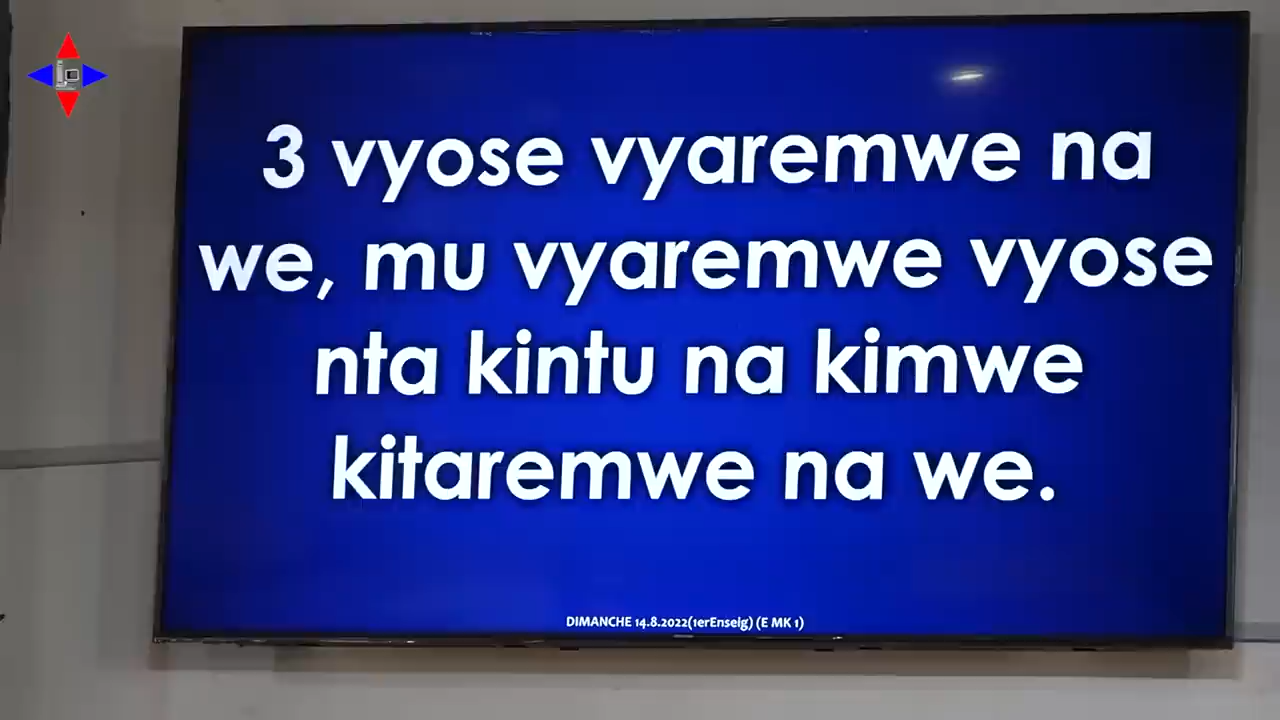 3 vyose vyaremwe na
we, mu vyaremwe vyose
nta kintu na kimwe
kitaremwe na we.
DIMANCHE 14.8.2022(1erEnseig) (E MK 1)